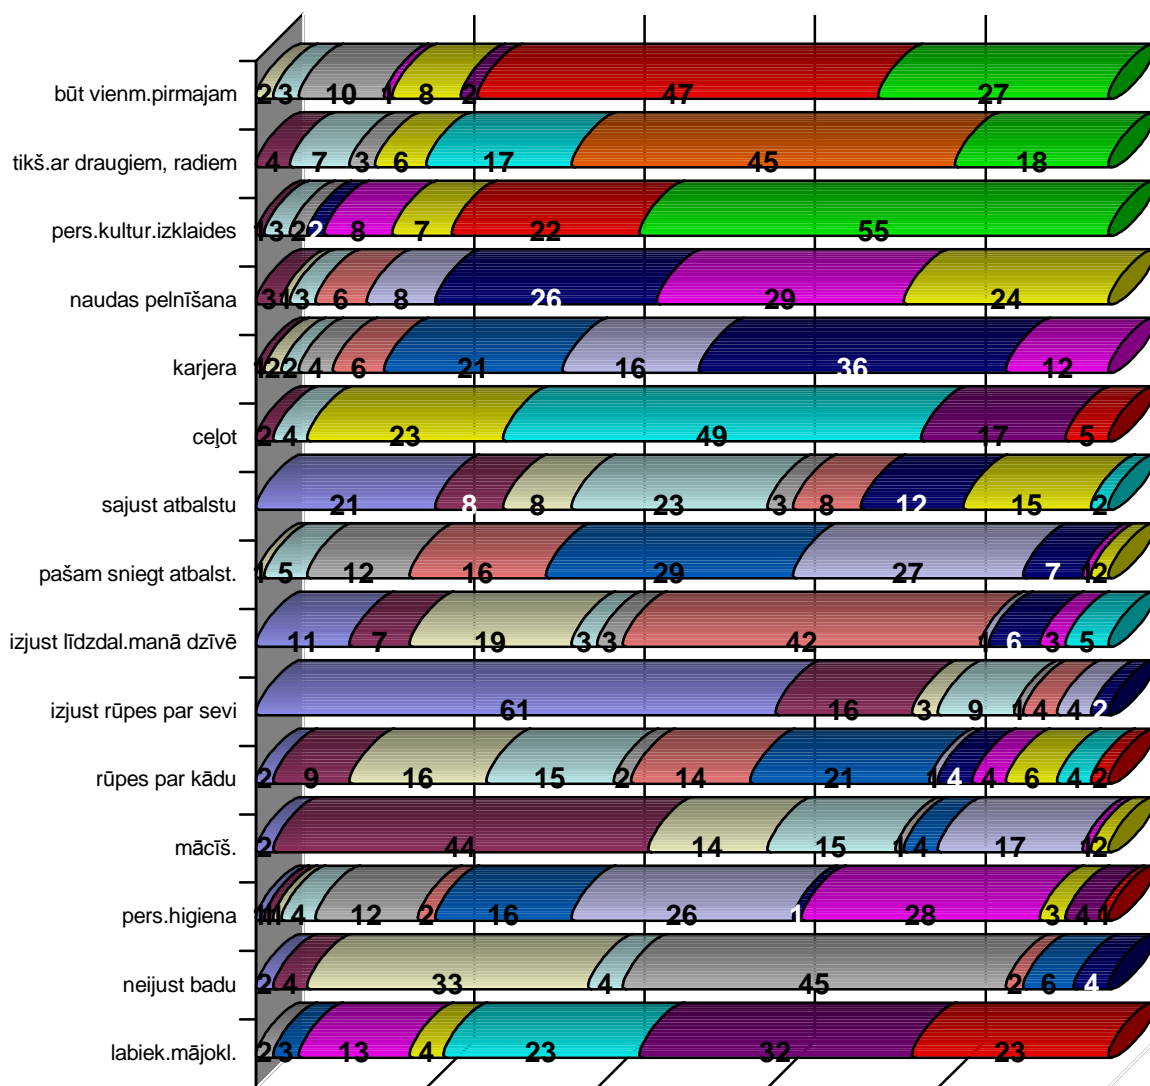 būt vienm.pirmajam 2 3 10 1 8 2 47 27
tikš.ar draugiem, radiem 4 7 3 6 17 45 18
pers.kultur.izklaides 1 3 2 2 8 7 22 55
naudas pelnīšana 3 1 3 6 8 26 29 24
karjera 1 2 2 4 6 21 16 36 12
ceļot 2 4 23 49 17 5
sajust atbalstu 21 8 8 23 3 8 12 15 2
pašam sniegt atbalst. 1 5 12 16 29 27 7 1 2
izjust līdzdal.manā dzīvē 11 7 19 3 3 42 1 6 3 5
izjust rūpes par sevi 61 16 3 9 1 4 4 2
rūpes par kādu 2 9 16 15 2 14 21 1 4 4 6 4 2
mācīš. 2 44 14 15 1 4 17 1 2
pers.higiena 1 1 1 4 12 2 16 26 1 28 3 4 1
neijust badu 2 4 33 4 45 2 6 4
labiek.mājokl. 2 3 13 4 23 32 23